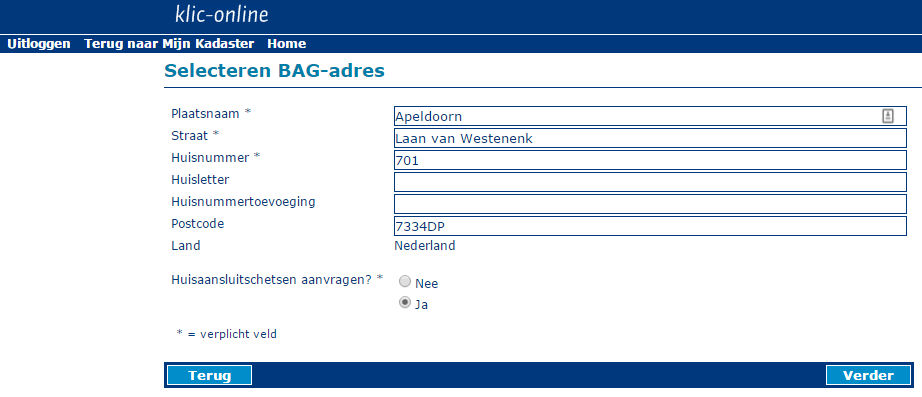 klic-online
Uitloggen Terug naar Mijn Kadaster Home
Selecteren BAG-adres
Plaatsnaam * Apeldoorn
Straat * Laan van Westenenk
Huisnummer * 701
Huisletter
Huisnummertoevoeging
Postcode 7334DP
Land Nederland
Huisaansluitschetsen aanvragen? * Nee
Ja
* = verplicht veld
Terug Verder